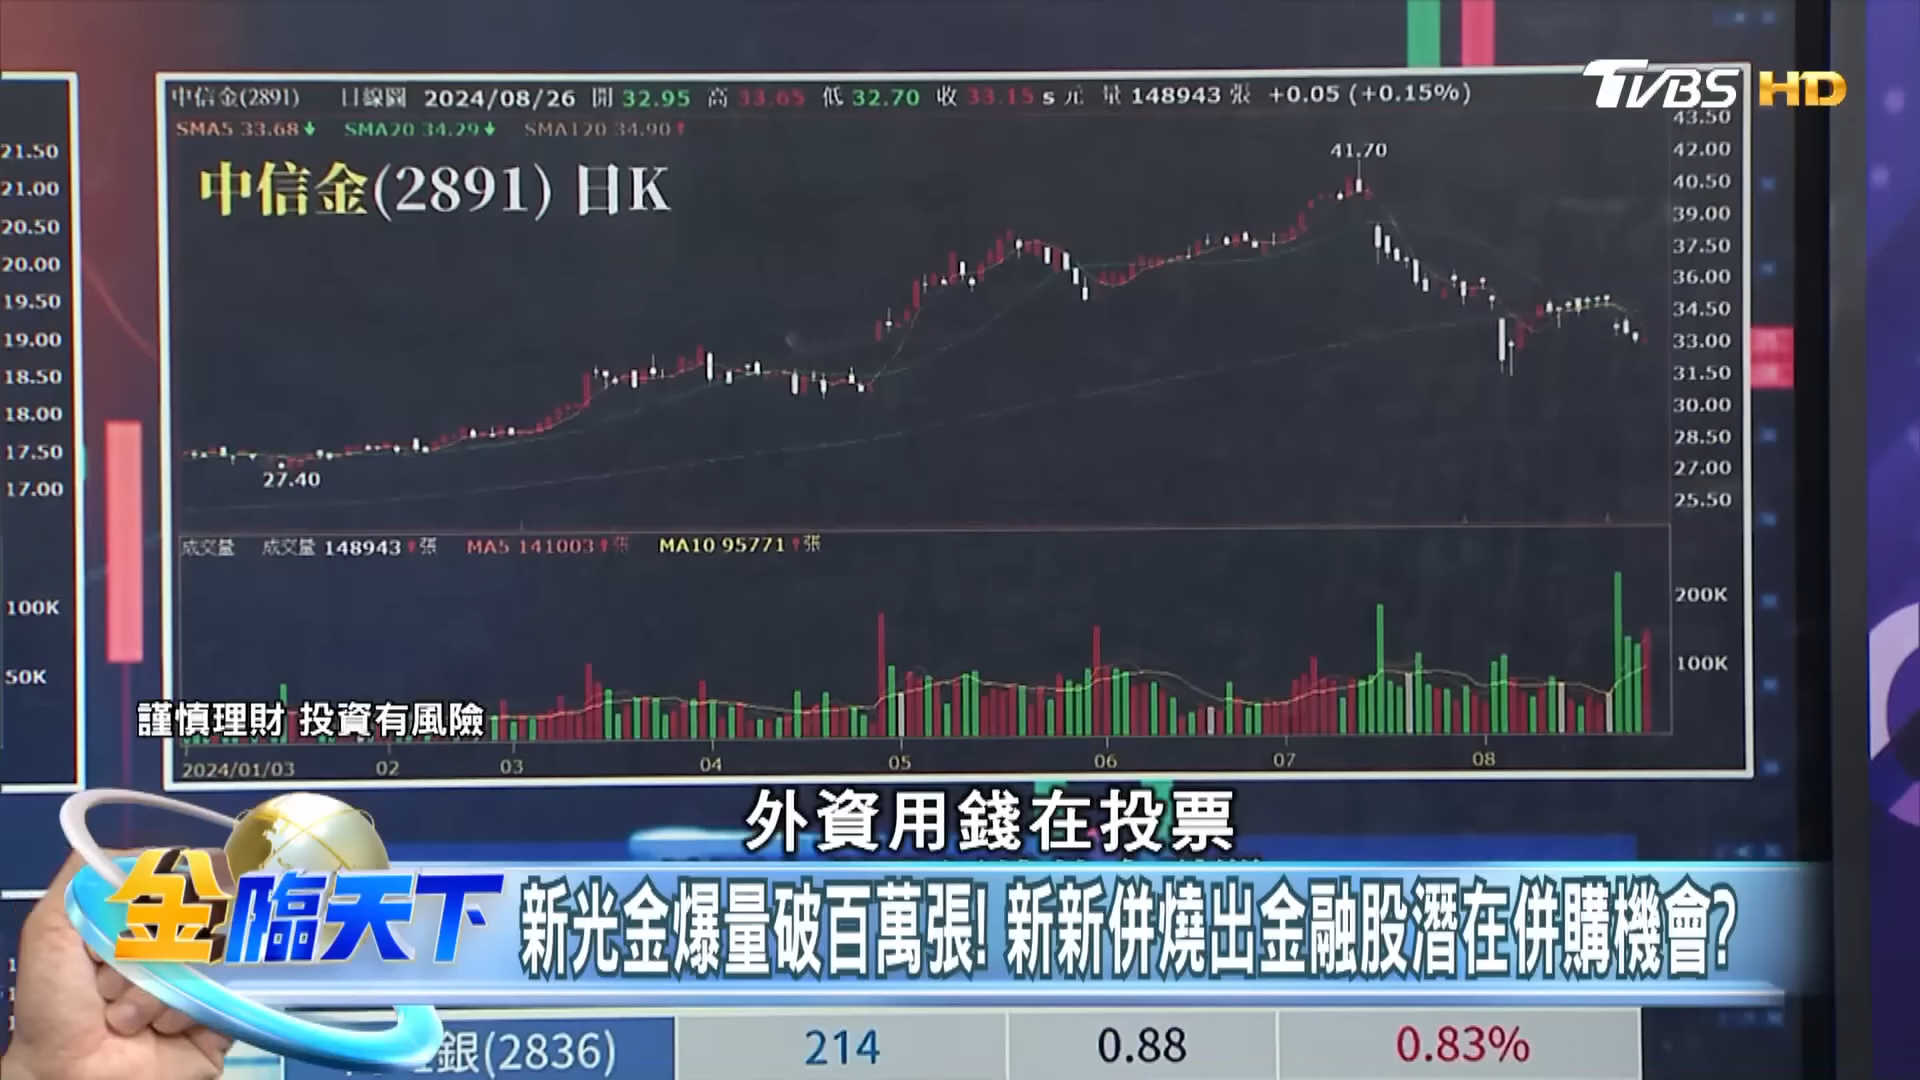 TVBS HD
中信金(2891) 日線圖 2024/08/26 開 32.95 高 33.65 低 32.70 收 33.15 s 元 量 148943 張 +0.05 (+0.15%)
SMA5 33.68↓ SMA20 34.29↓ SMA120 34.90↑
中信金(2891) 日K
41.70
27.40
43.50
42.00
40.50
39.00
37.50
36.00
34.50
33.00
31.50
30.00
28.50
27.00
25.50
21.50
21.00
20.50
20.00
19.50
19.00
18.50
18.00
17.50
17.00
100K
50K
成交量 成交量 148943↑張 MA5 141003↑張 MA10 95771↑張
200K
100K
謹慎理財 投資有風險
2024/01/03 02 03 04 05 06 07 08
外資用錢在投票
金臨天下
新光金爆量破百萬張! 新新併燒出金融股潛在併購機會?
銀(2836) 214 0.88 0.83%